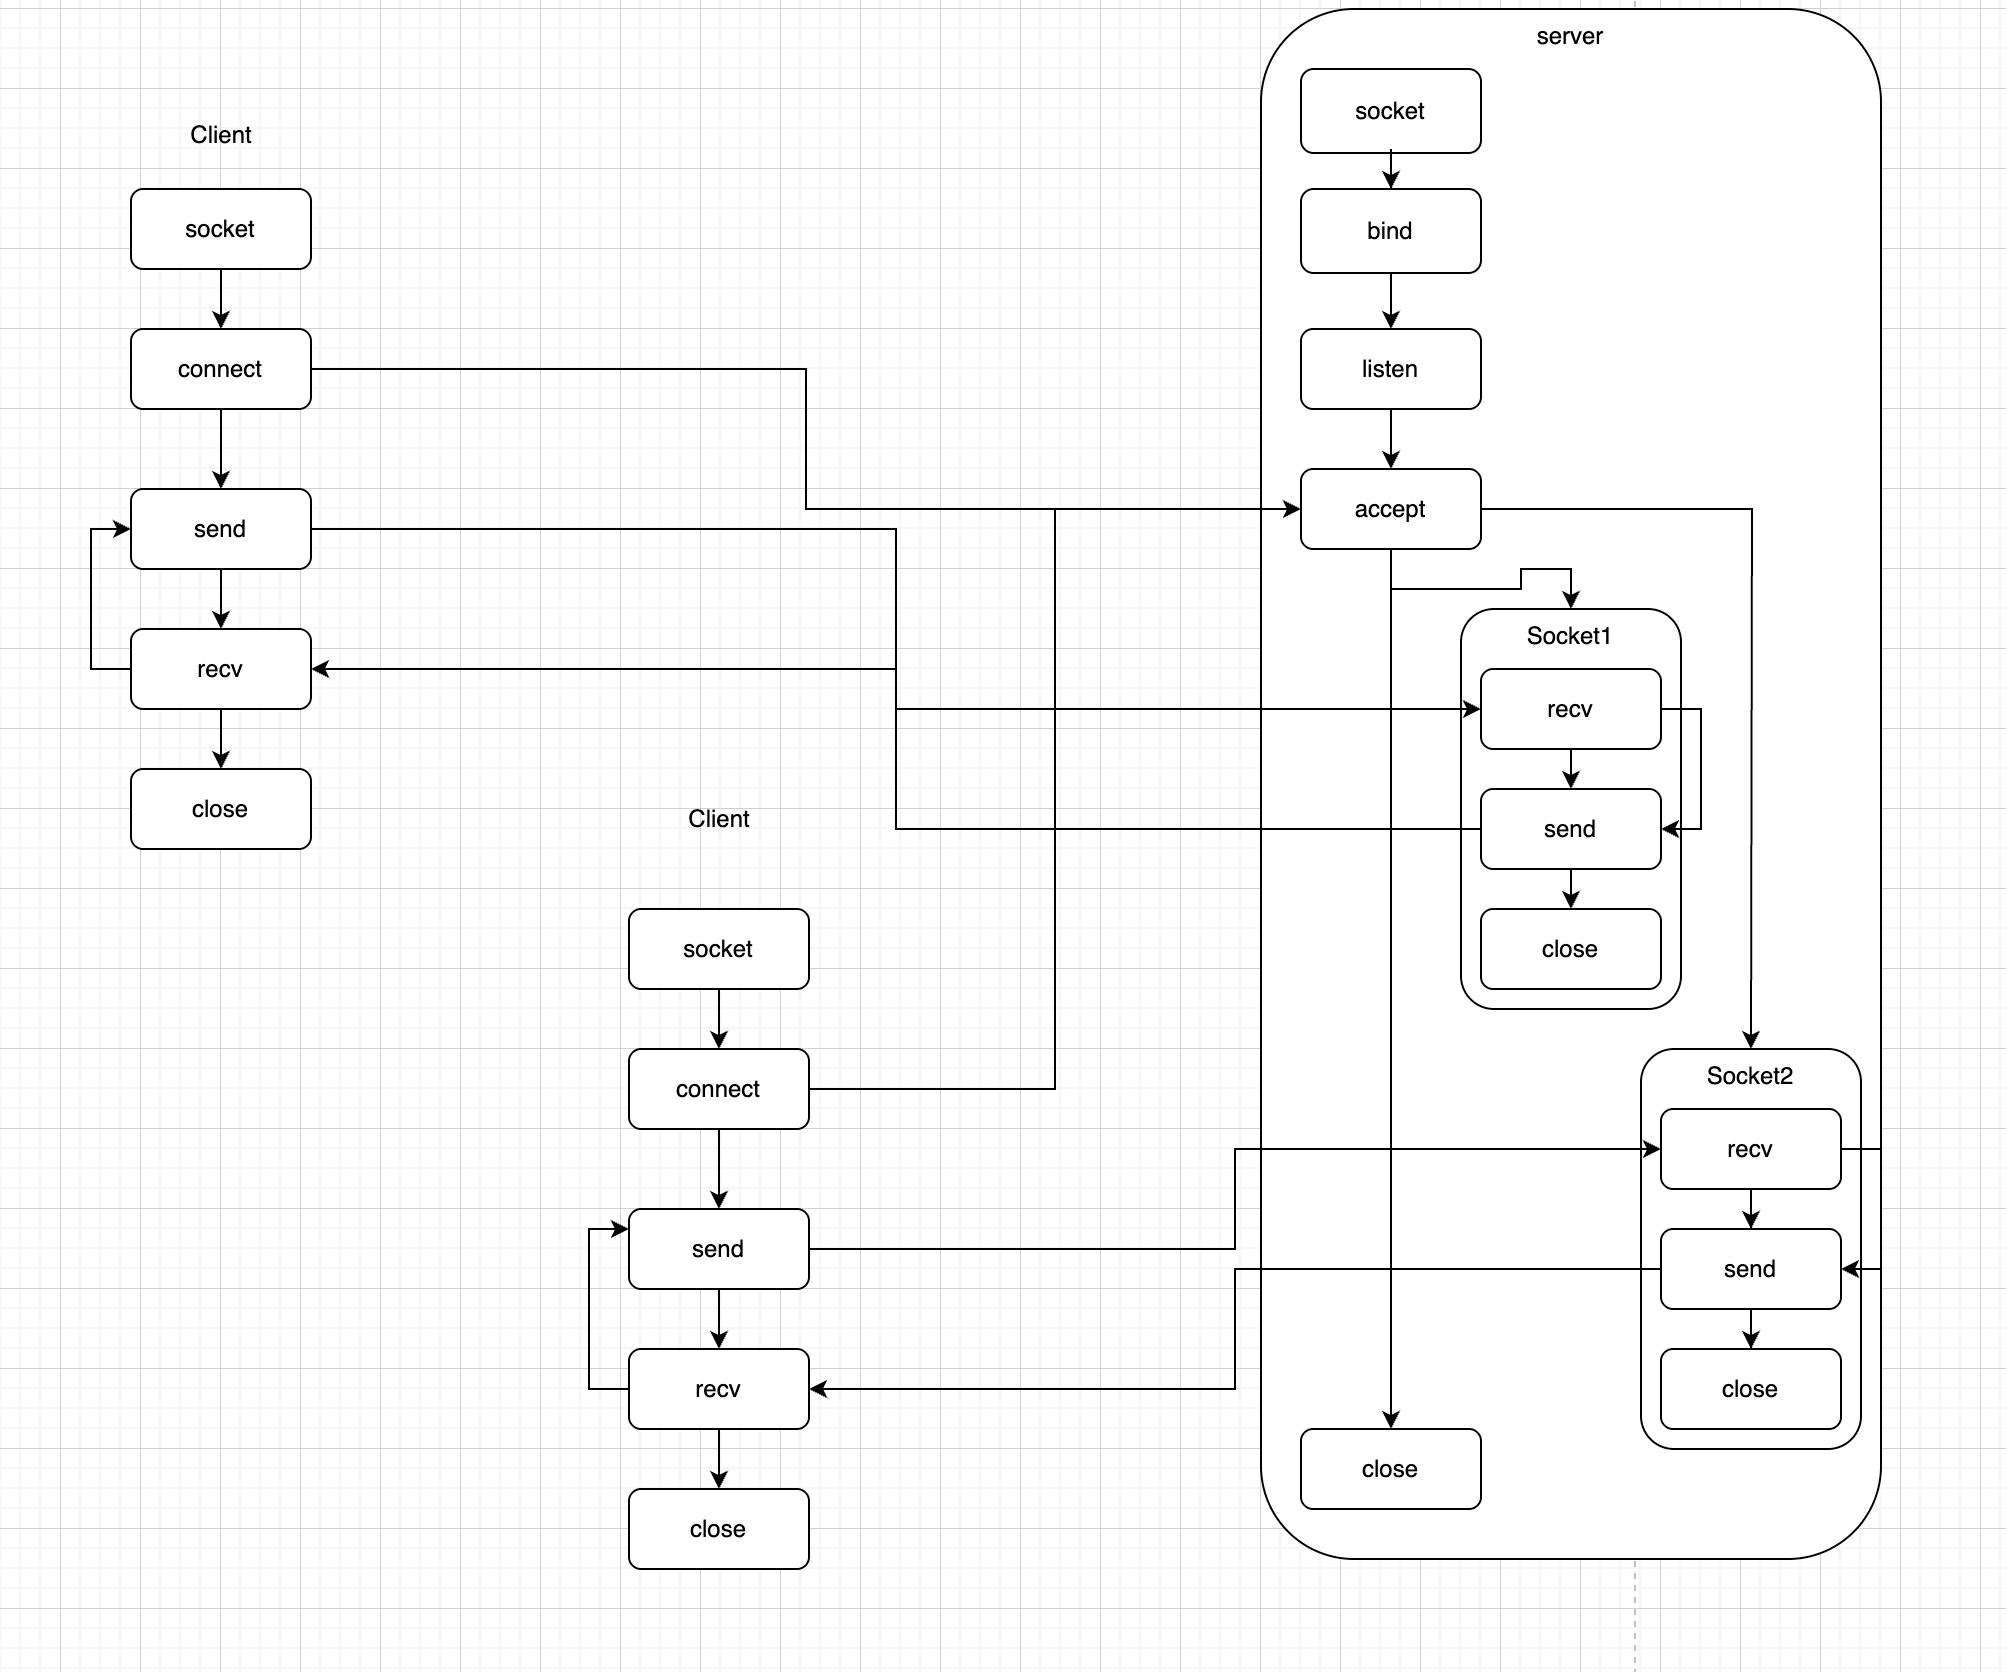 Client
socket
connect
send
recv
close
Client
socket
connect
send
recv
close
server
socket
bind
listen
accept
Socket1
recv
send
close
Socket2
recv
send
close
close